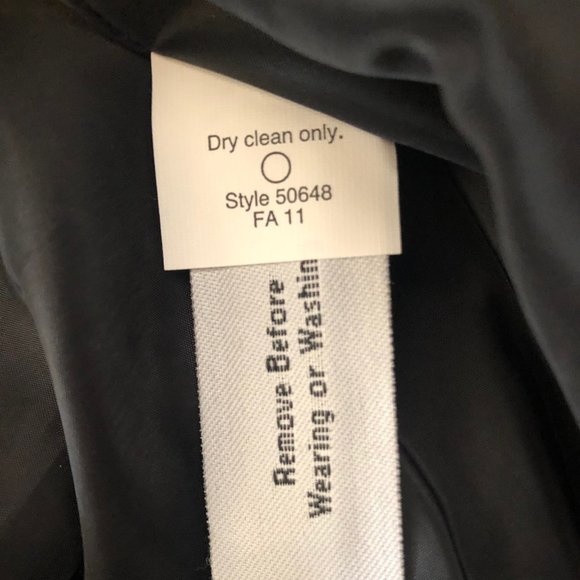 Dry clean only.
Style 50648
FA 11
Remove Before
Wearing or Washin